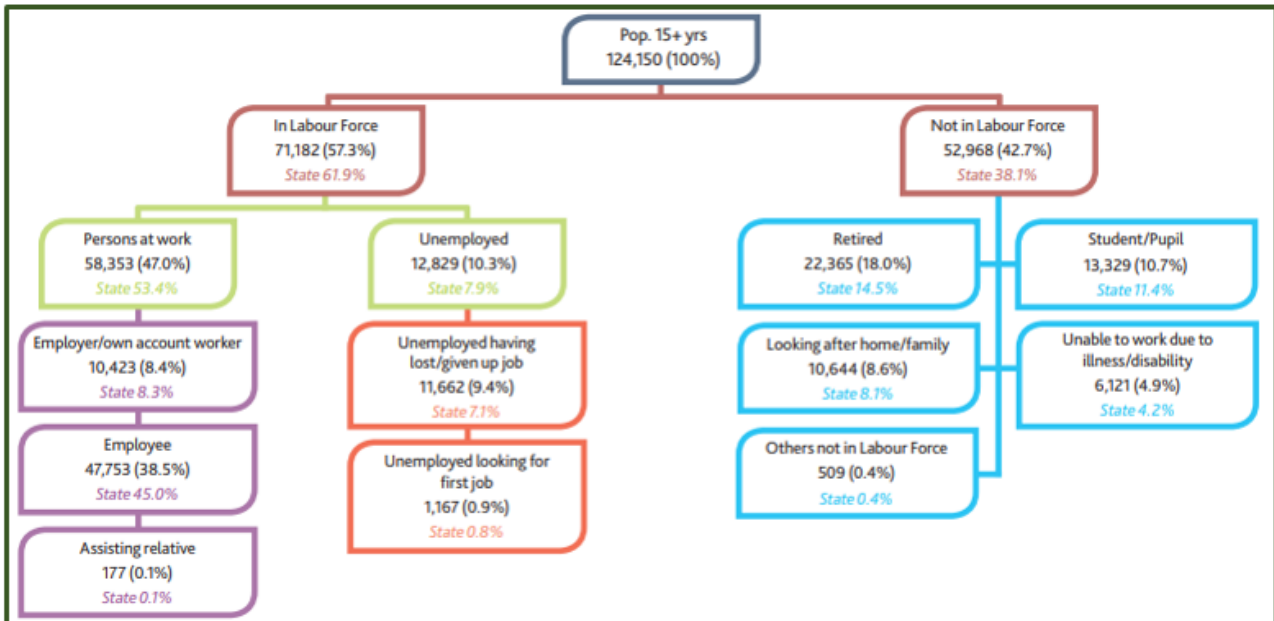 Pop. 15+ yrs
124,150 (100%)
In Labour Force
71,182 (57.3%)
State 61.9%
Not in Labour Force
52,968 (42.7%)
State 38.1%
Persons at work
58,353 (47.0%)
State 53.4%
Unemployed
12,829 (10.3%)
State 7.9%
Retired
22,365 (18.0%)
State 14.5%
Student/Pupil
13,329 (10.7%)
State 11.4%
Employer/own account worker
10,423 (8.4%)
State 8.3%
Unemployed having
lost/given up job
11,662 (9.4%)
State 7.1%
Looking after home/family
10,644 (8.6%)
State 8.1%
Unable to work due to
illness/disability
6,121 (4.9%)
State 4.2%
Employee
47,753 (38.5%)
State 45.0%
Unemployed looking for
first job
1,167 (0.9%)
State 0.8%
Others not in Labour Force
509 (0.4%)
State 0.4%
Assisting relative
177 (0.1%)
State 0.1%